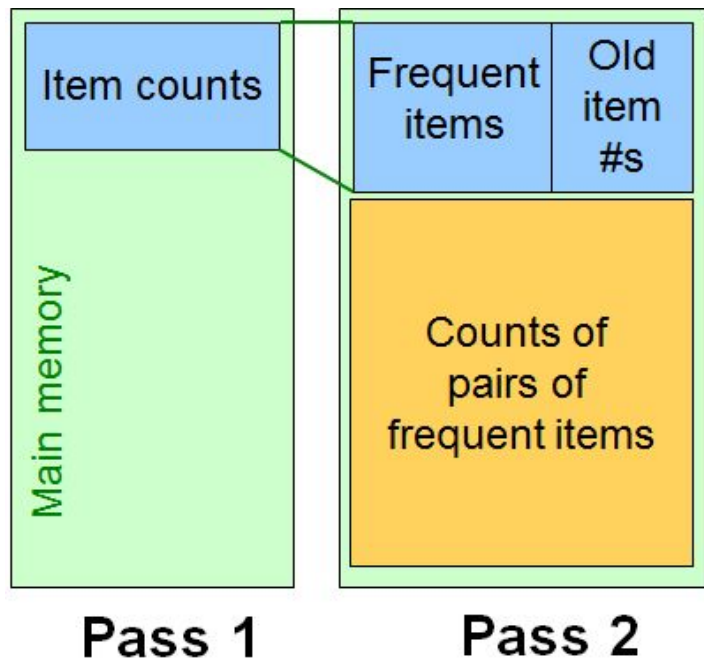 Item counts
Main memory
Pass 1
Frequent
items
Old
item
#s
Counts of
pairs of
frequent items
Pass 2